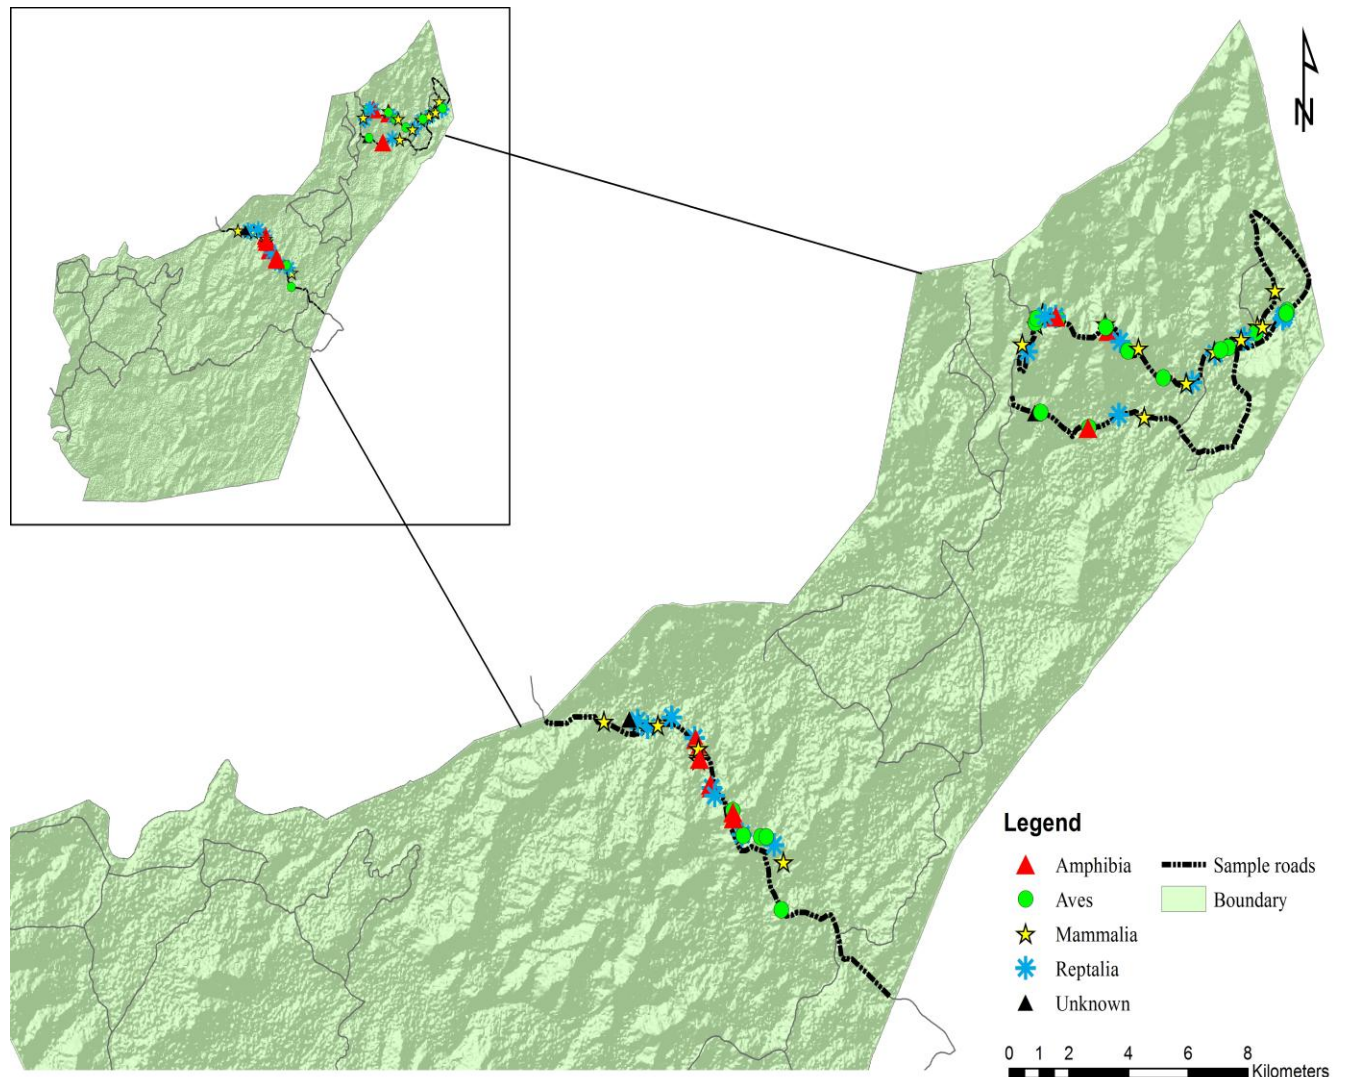 N
Legend
Amphibia
Aves
Mammalia
Reptalia
Unknown
Sample roads
Boundary
0 1 2 4 6 8
Kilometers